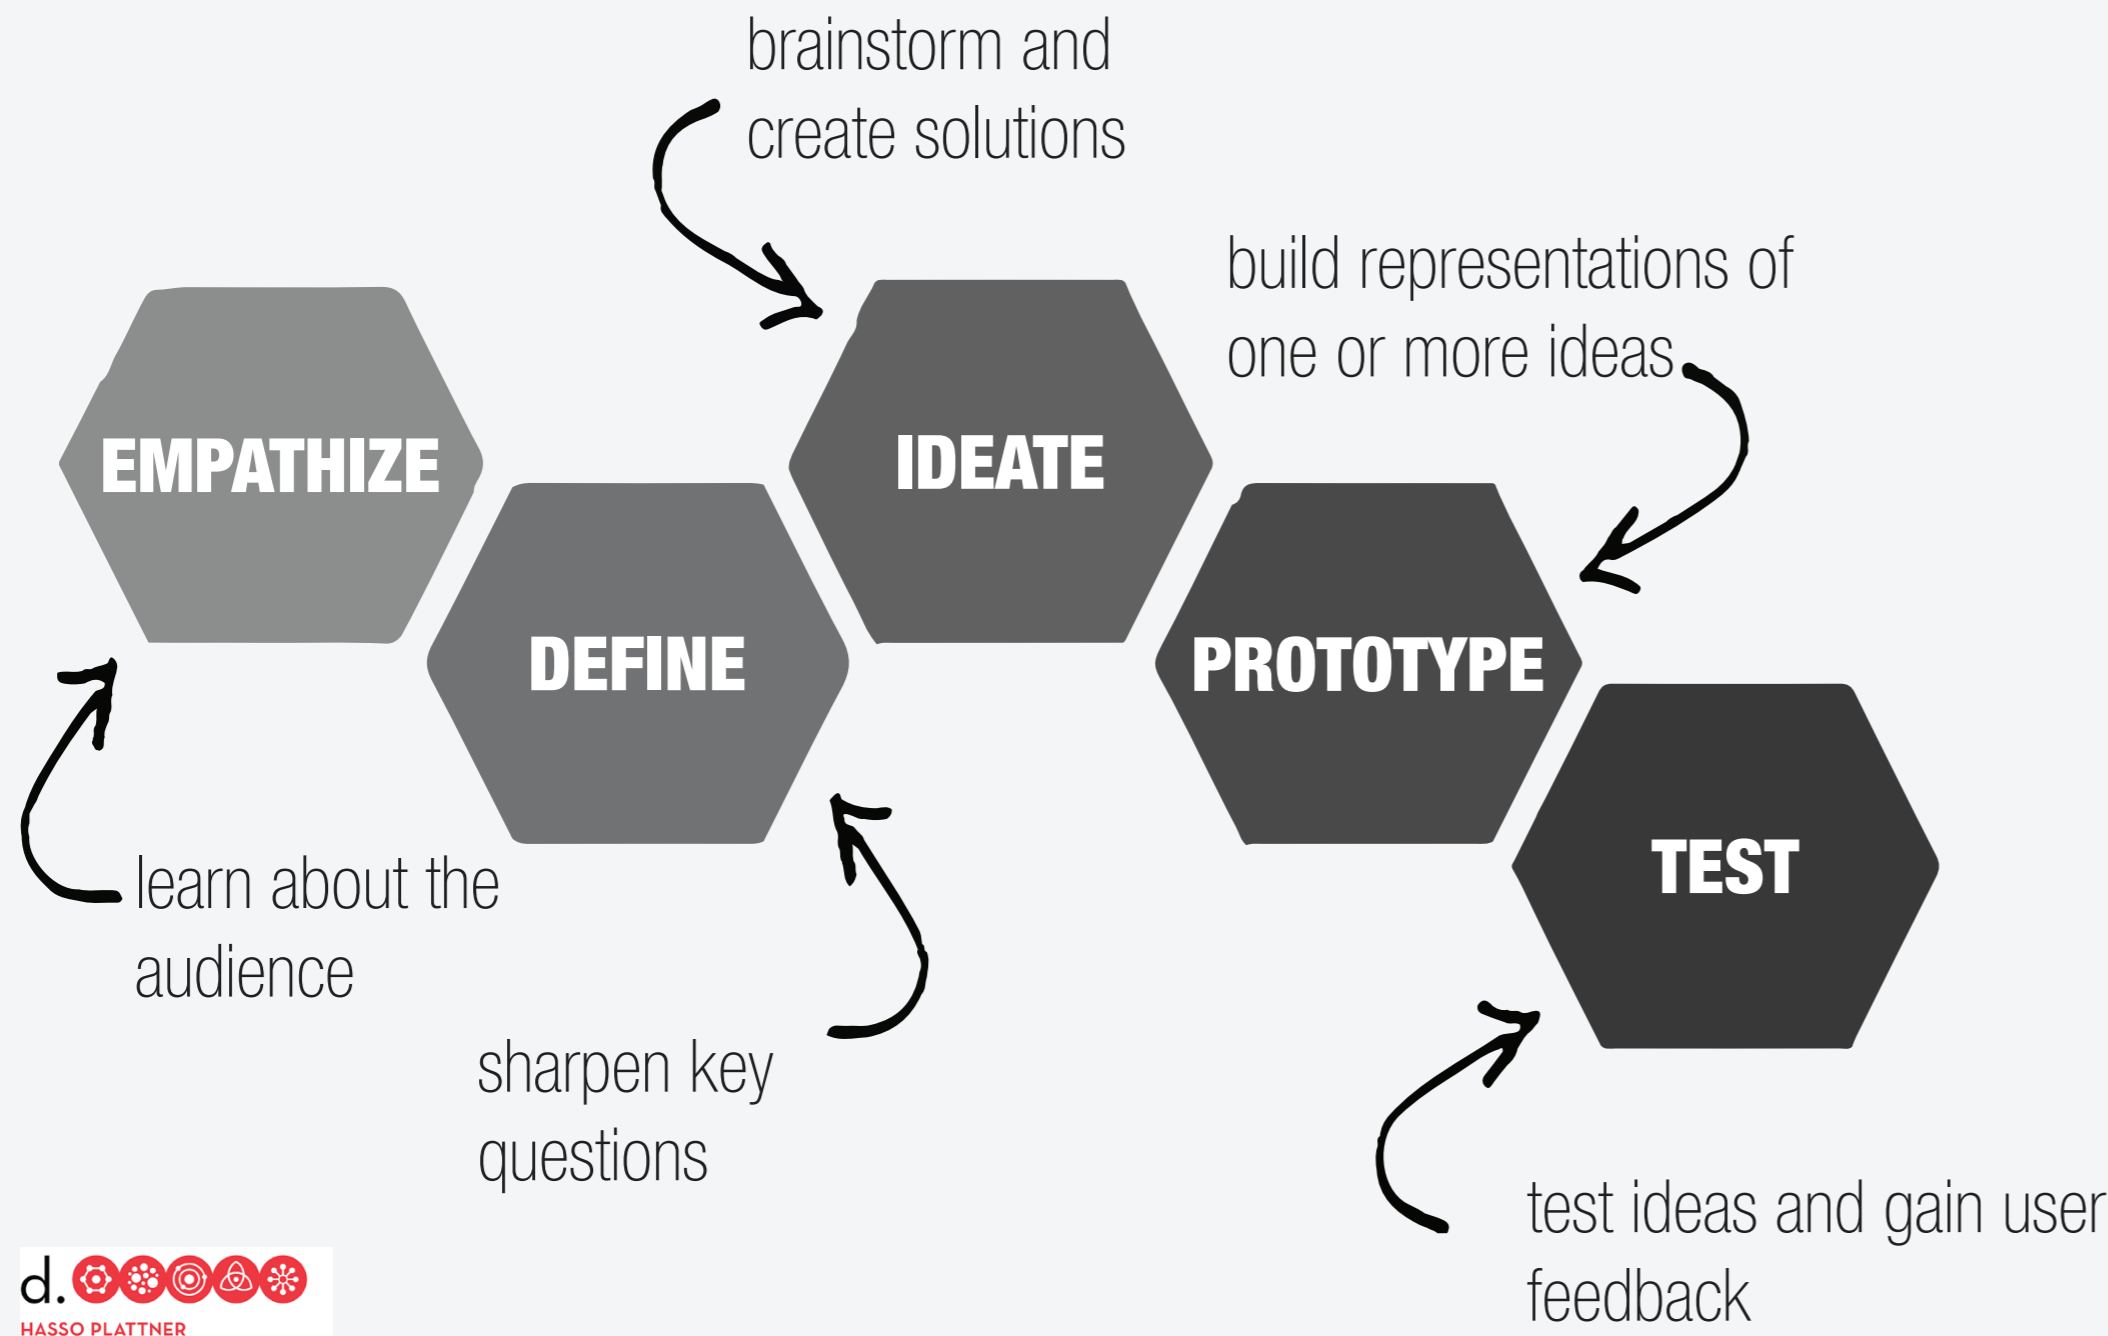 brainstorm and
create solutions
build representations of
one or more ideas
EMPATHIZE
IDEATE
DEFINE
PROTOTYPE
TEST
learn about the
audience
sharpen key
questions
test ideas and gain user
feedback
d.
HASSO PLATTNER